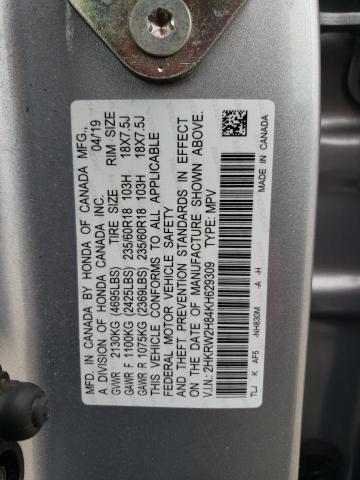 MFD. IN CANADA BY HONDA OF CANADA MFG.,
A DIVISION OF HONDA CANADA INC. 04/19
TIRE SIZE RIM SIZE
GVWR 2130KG (4695LBS)
GAWR F 1100KG (2425LBS) 235/60R18 103H 18X7.5J
GAWR R 1075KG (2369LBS) 235/60R18 103H 18X7.5J
THIS VEHICLE CONFORMS TO ALL APPLICABLE
FEDERAL MOTOR VEHICLE SAFETY
AND THEFT PREVENTION STANDARDS IN EFFECT
ON THE DATE OF MANUFACTURE SHOWN ABOVE.
V.I.N.: 2HKRW2H84KH629309 TYPE: MPV
TLJ K AF5 -NH830M -A -H
MADE IN CANADA